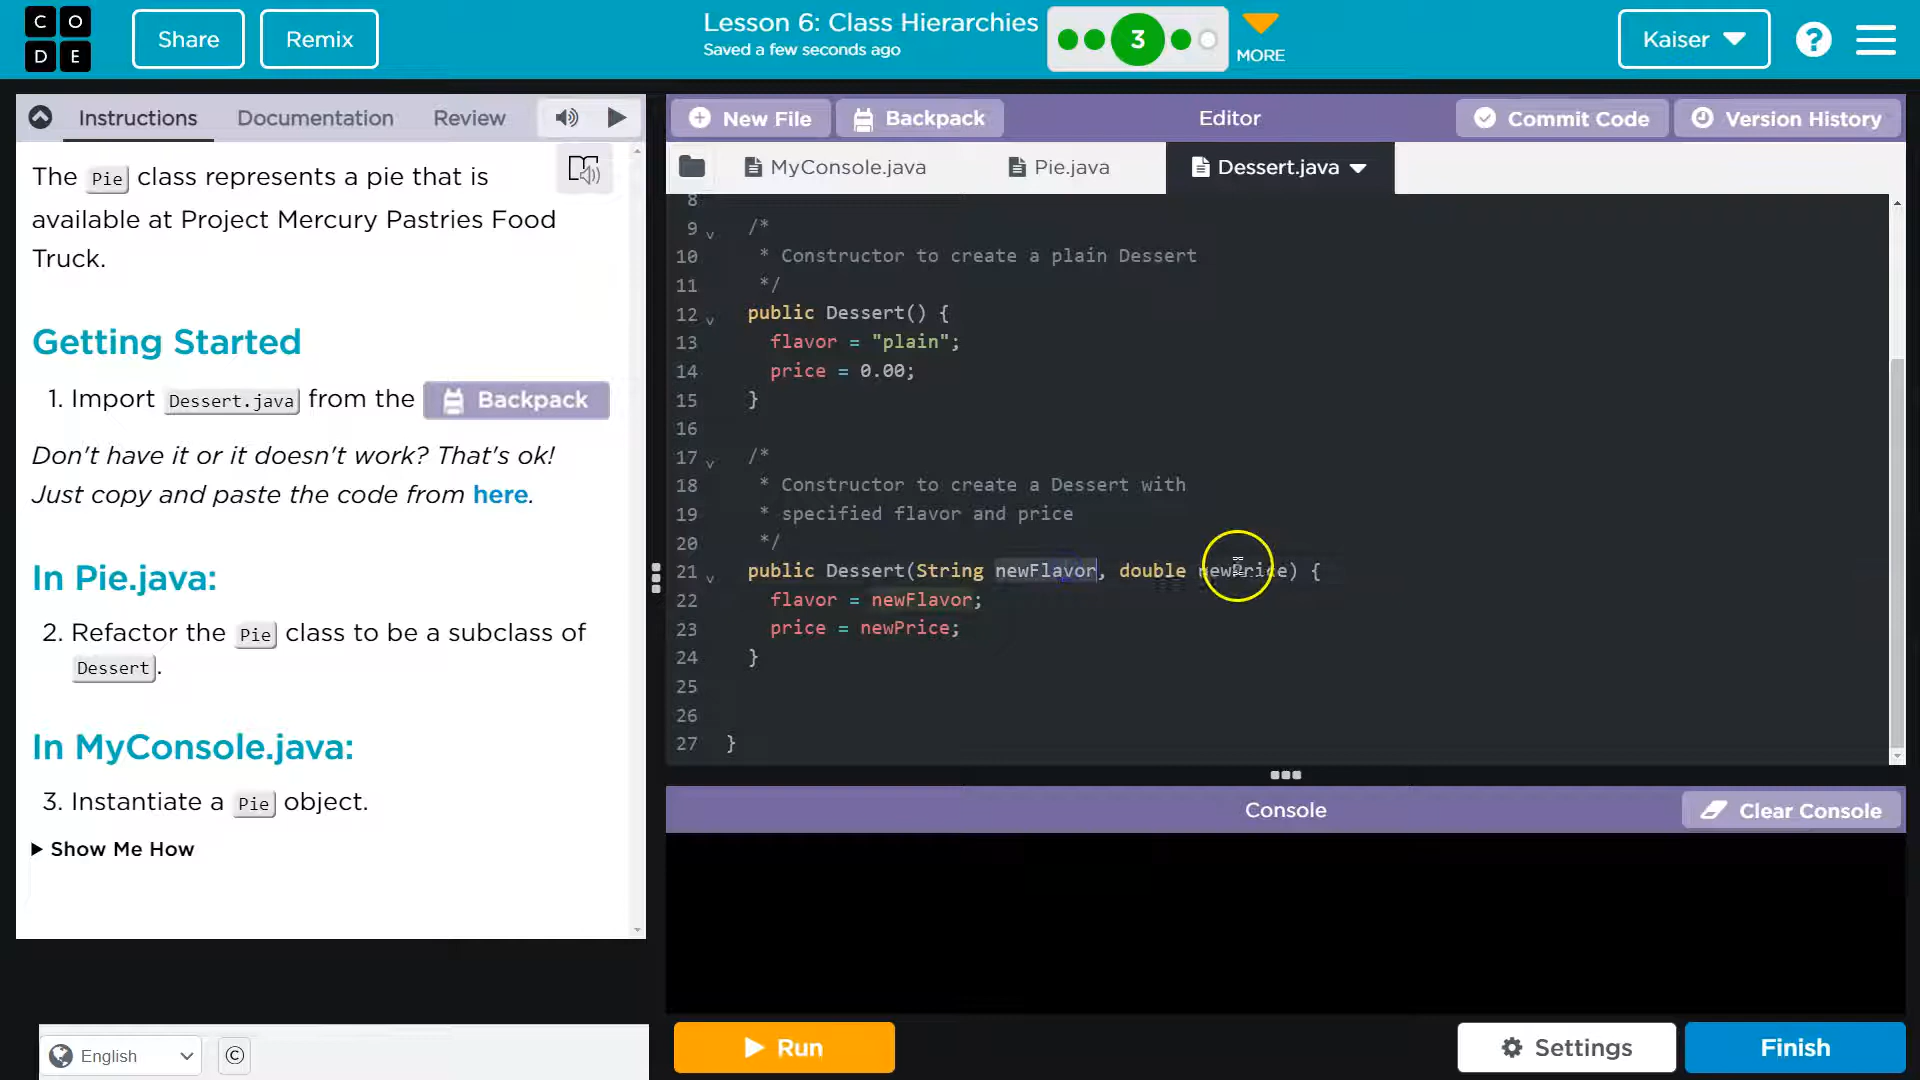 CODE
Share
Remix
Lesson 6: Class Hierarchies
Saved a few seconds ago
3
MORE
Kaiser
?
Instructions
Documentation
Review
The Pie class represents a pie that is
available at Project Mercury Pastries Food
Truck.
Getting Started
1. Import Dessert.java from the Backpack
Don't have it or it doesn't work? That's ok!
Just copy and paste the code from here.
In Pie.java:
2. Refactor the Pie class to be a subclass of
Dessert.
In MyConsole.java:
3. Instantiate a Pie object.
Show Me How
English
©
New File
Backpack
Editor
Commit Code
Version History
MyConsole.java
Pie.java
Dessert.java
8
9 /*
10 * Constructor to create a plain Dessert
11 */
12 public Dessert() {
13 flavor = "plain";
14 price = 0.00;
15 }
16
17 /*
18 * Constructor to create a Dessert with
19 * specified flavor and price
20 */
21 public Dessert(String newFlavor, double newPrice) {
22 flavor = newFlavor;
23 price = newPrice;
24 }
25
26
27 }
Console
Clear Console
Run
Settings
Finish